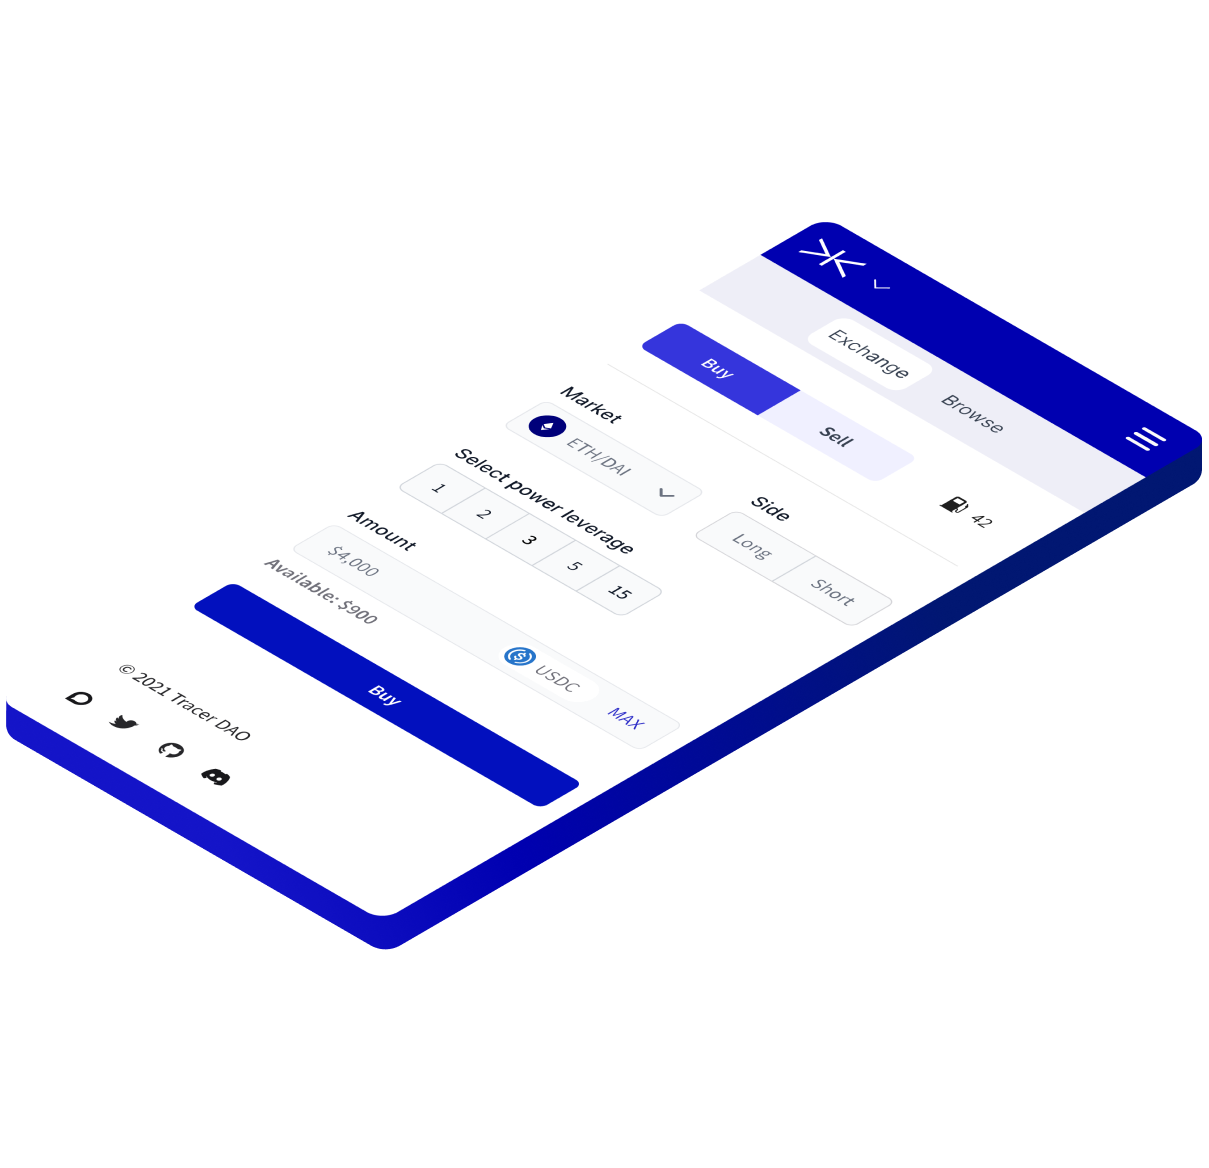 Exchange
Browse
42
Buy
Sell
Market
Side
ETH/DAI
Long
Short
Select power leverage
1
2
3
5
15
Amount
$4,000
USDC
MAX
Available: $900
Buy
© 2021 Tracer DAO